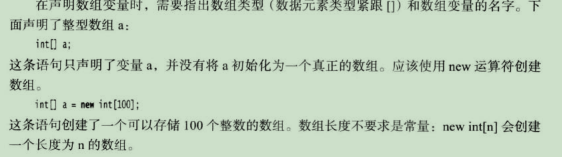 在声明数组变量时，需要指出数组类型（数据元素类型紧跟 []）和数组变量的名字。下
面声明了整型数组 a：
int[] a;
这条语句只声明了变量 a，并没有将 a 初始化为一个真正的数组。应该使用 new 运算符创建
数组。
int[] a = new int[100];
这条语句创建了一个可以存储 100 个整数的数组。数组长度不要求是常量：new int[n] 会创建
一个长度为 n 的数组。